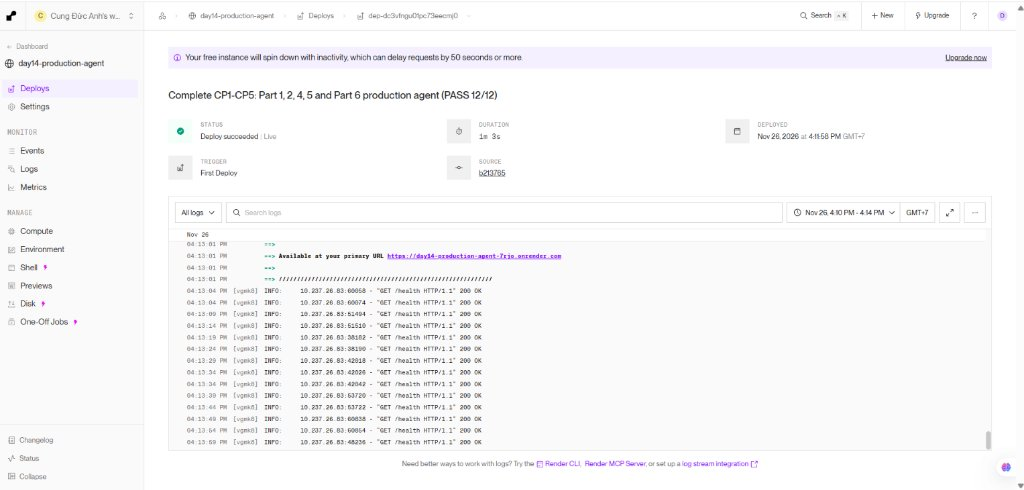 C Cung Đức Anh's w...
day14-production-agent
Deploys
dep-dc3vfngu01pc73eecmj0
Search ^ K
+ New
Upgrade
?
D
← Dashboard
day14-production-agent
Deploys
Settings
MONITOR
Events
Logs
Metrics
MANAGE
Compute
Environment
Shell
Previews
Disk
One-Off Jobs
Changelog
Status
Collapse
Your free instance will spin down with inactivity, which can delay requests by 50 seconds or more.
Upgrade now
Complete CP1-CP5: Part 1, 2, 4, 5 and Part 6 production agent (PASS 12/12)
STATUS
Deploy succeeded | Live
DURATION
1m 3s
DEPLOYED
Nov 26, 2026 at 4:11:58 PM GMT+7
TRIGGER
First Deploy
SOURCE
b213765
All logs
Search logs
Nov 26, 4:10 PM - 4:14 PM
GMT+7
...
Nov 26
04:13:01 PM ==>
04:13:01 PM ==> Available at your primary URL https://day14-production-agent-7rjo.onrender.com
04:13:01 PM ==>
04:13:01 PM ==> ///////////////////////////////////////////////////////////
04:13:04 PM [vgmk8] INFO: 10.237.26.83:60058 - "GET /health HTTP/1.1" 200 OK
04:13:04 PM [vgmk8] INFO: 10.237.26.83:60074 - "GET /health HTTP/1.1" 200 OK
04:13:09 PM [vgmk8] INFO: 10.237.26.83:51494 - "GET /health HTTP/1.1" 200 OK
04:13:14 PM [vgmk8] INFO: 10.237.26.83:51510 - "GET /health HTTP/1.1" 200 OK
04:13:19 PM [vgmk8] INFO: 10.237.26.83:38182 - "GET /health HTTP/1.1" 200 OK
04:13:24 PM [vgmk8] INFO: 10.237.26.83:38190 - "GET /health HTTP/1.1" 200 OK
04:13:29 PM [vgmk8] INFO: 10.237.26.83:42018 - "GET /health HTTP/1.1" 200 OK
04:13:34 PM [vgmk8] INFO: 10.237.26.83:42026 - "GET /health HTTP/1.1" 200 OK
04:13:34 PM [vgmk8] INFO: 10.237.26.83:42042 - "GET /health HTTP/1.1" 200 OK
04:13:39 PM [vgmk8] INFO: 10.237.26.83:53720 - "GET /health HTTP/1.1" 200 OK
04:13:44 PM [vgmk8] INFO: 10.237.26.83:53722 - "GET /health HTTP/1.1" 200 OK
04:13:49 PM [vgmk8] INFO: 10.237.26.83:60838 - "GET /health HTTP/1.1" 200 OK
04:13:54 PM [vgmk8] INFO: 10.237.26.83:60854 - "GET /health HTTP/1.1" 200 OK
04:13:59 PM [vgmk8] INFO: 10.237.26.83:48236 - "GET /health HTTP/1.1" 200 OK
Need better ways to work with logs? Try the Render CLI, Render MCP Server, or set up a log stream integration